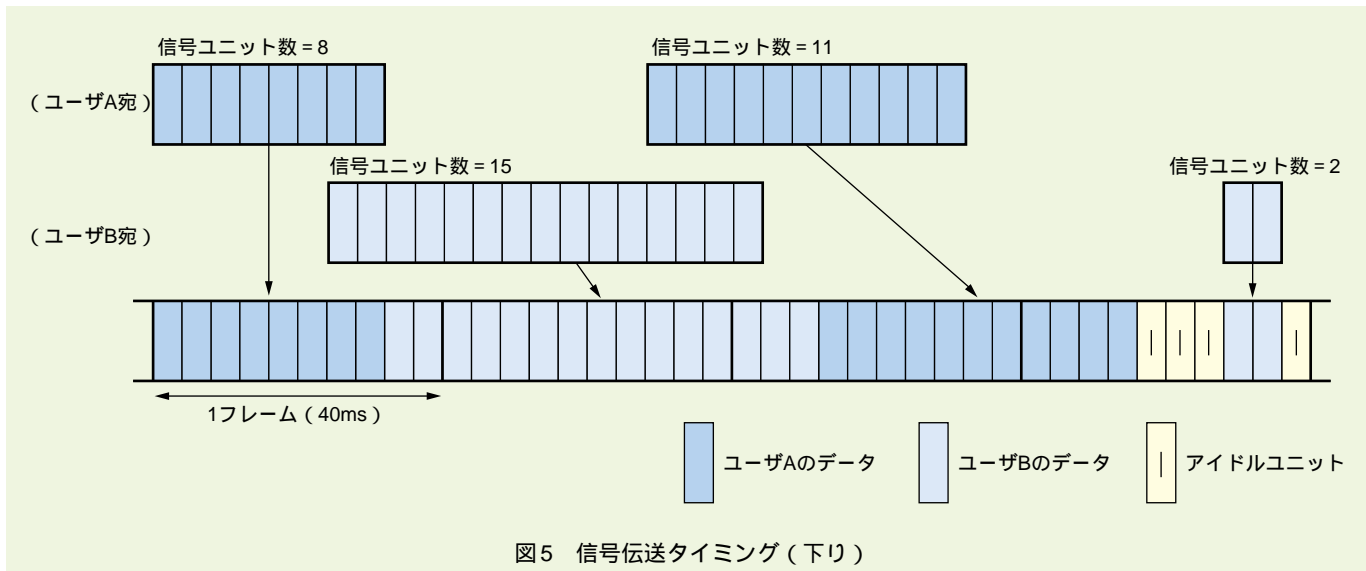 信号ユニット数 = 8
信号ユニット数 = 11
（ユーザA宛）
信号ユニット数 = 15
信号ユニット数 = 2
（ユーザB宛）
1フレーム（40ms）
ユーザAのデータ
ユーザBのデータ
アイドルユニット
図5　信号伝送タイミング（下り）